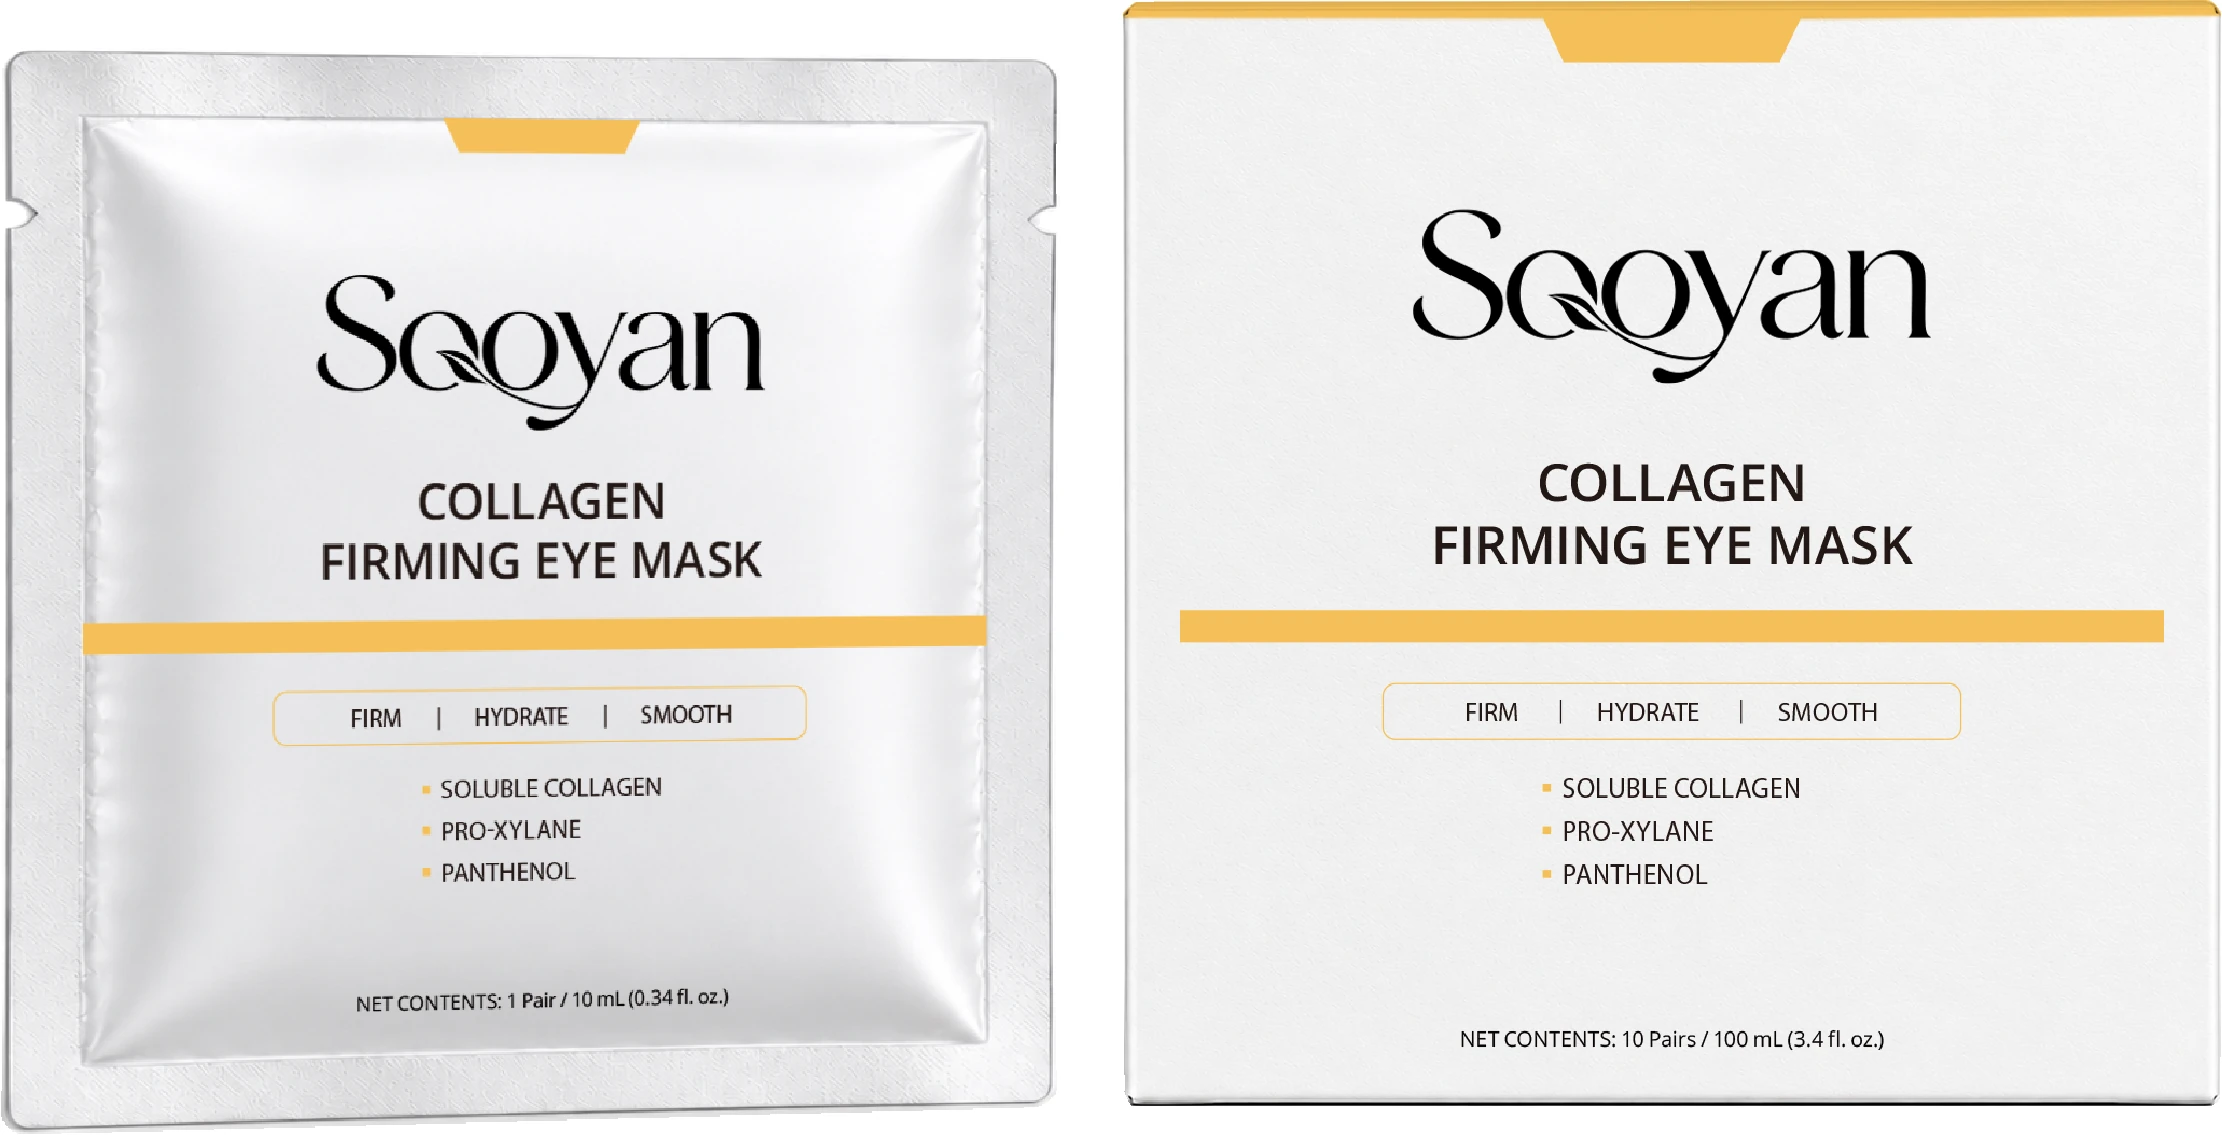 Seoyan
COLLAGEN
FIRMING EYE MASK
FIRM | HYDRATE | SMOOTH
▪ SOLUBLE COLLAGEN
▪ PRO-XYLANE
▪ PANTHENOL
NET CONTENTS: 1 Pair / 10 mL (0.34 fl. oz.)
Seoyan
COLLAGEN
FIRMING EYE MASK
FIRM | HYDRATE | SMOOTH
▪ SOLUBLE COLLAGEN
▪ PRO-XYLANE
▪ PANTHENOL
NET CONTENTS: 10 Pairs / 100 mL (3.4 fl. oz.)